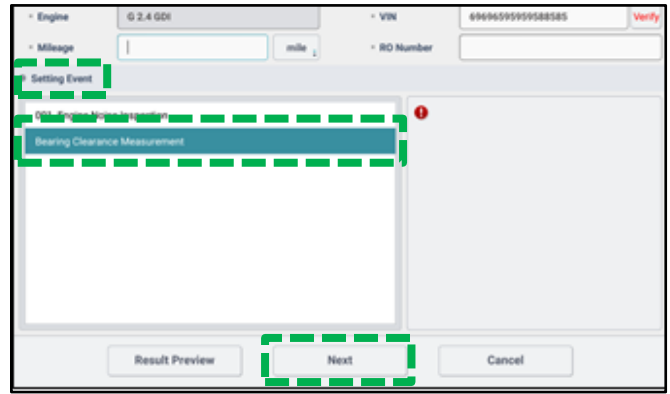 Engine G 2.4 GDI VIN 69696595959588585 Verify
Mileage mile RO Number
Setting Event
001. Engine Noise Inspection
Bearing Clearance Measurement
Result Preview Next Cancel